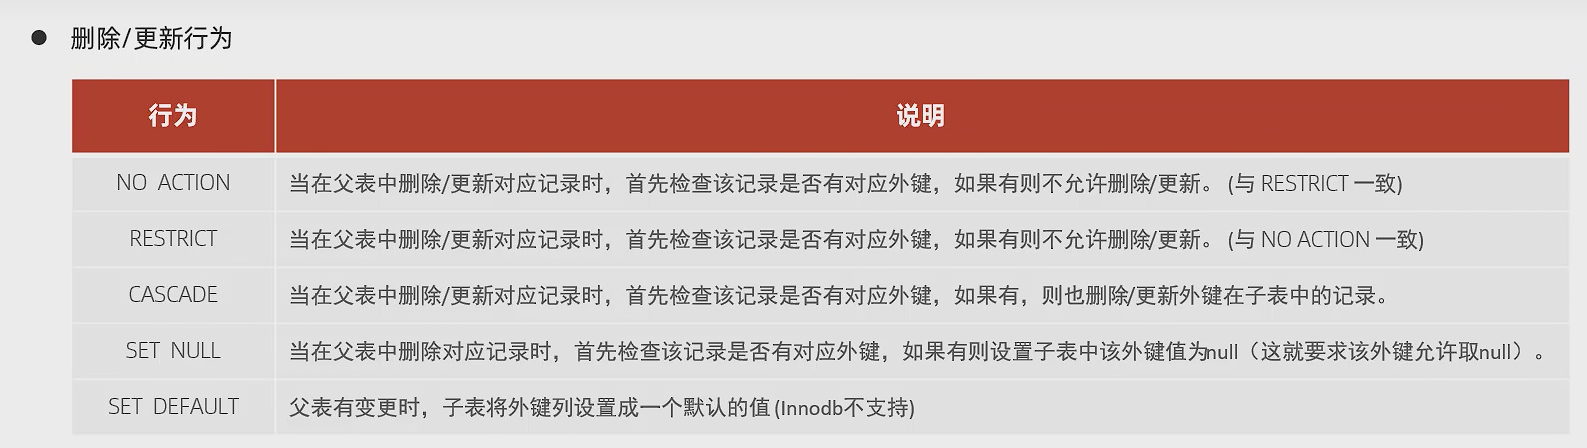 删除/更新行为
行为 说明
NO ACTION 当在父表中删除/更新对应记录时，首先检查该记录是否有对应外键，如果有则不允许删除/更新。 (与 RESTRICT 一致)
RESTRICT 当在父表中删除/更新对应记录时，首先检查该记录是否有对应外键，如果有则不允许删除/更新。 (与 NO ACTION 一致)
CASCADE 当在父表中删除/更新对应记录时，首先检查该记录是否有对应外键，如果有，则也删除/更新外键在子表中的记录。
SET NULL 当在父表中删除对应记录时，首先检查该记录是否有对应外键，如果有则设置子表中该外键值为null（这就要求该外键允许取null）。
SET DEFAULT 父表有变更时，子表将外键列设置成一个默认的值 (Innodb不支持)